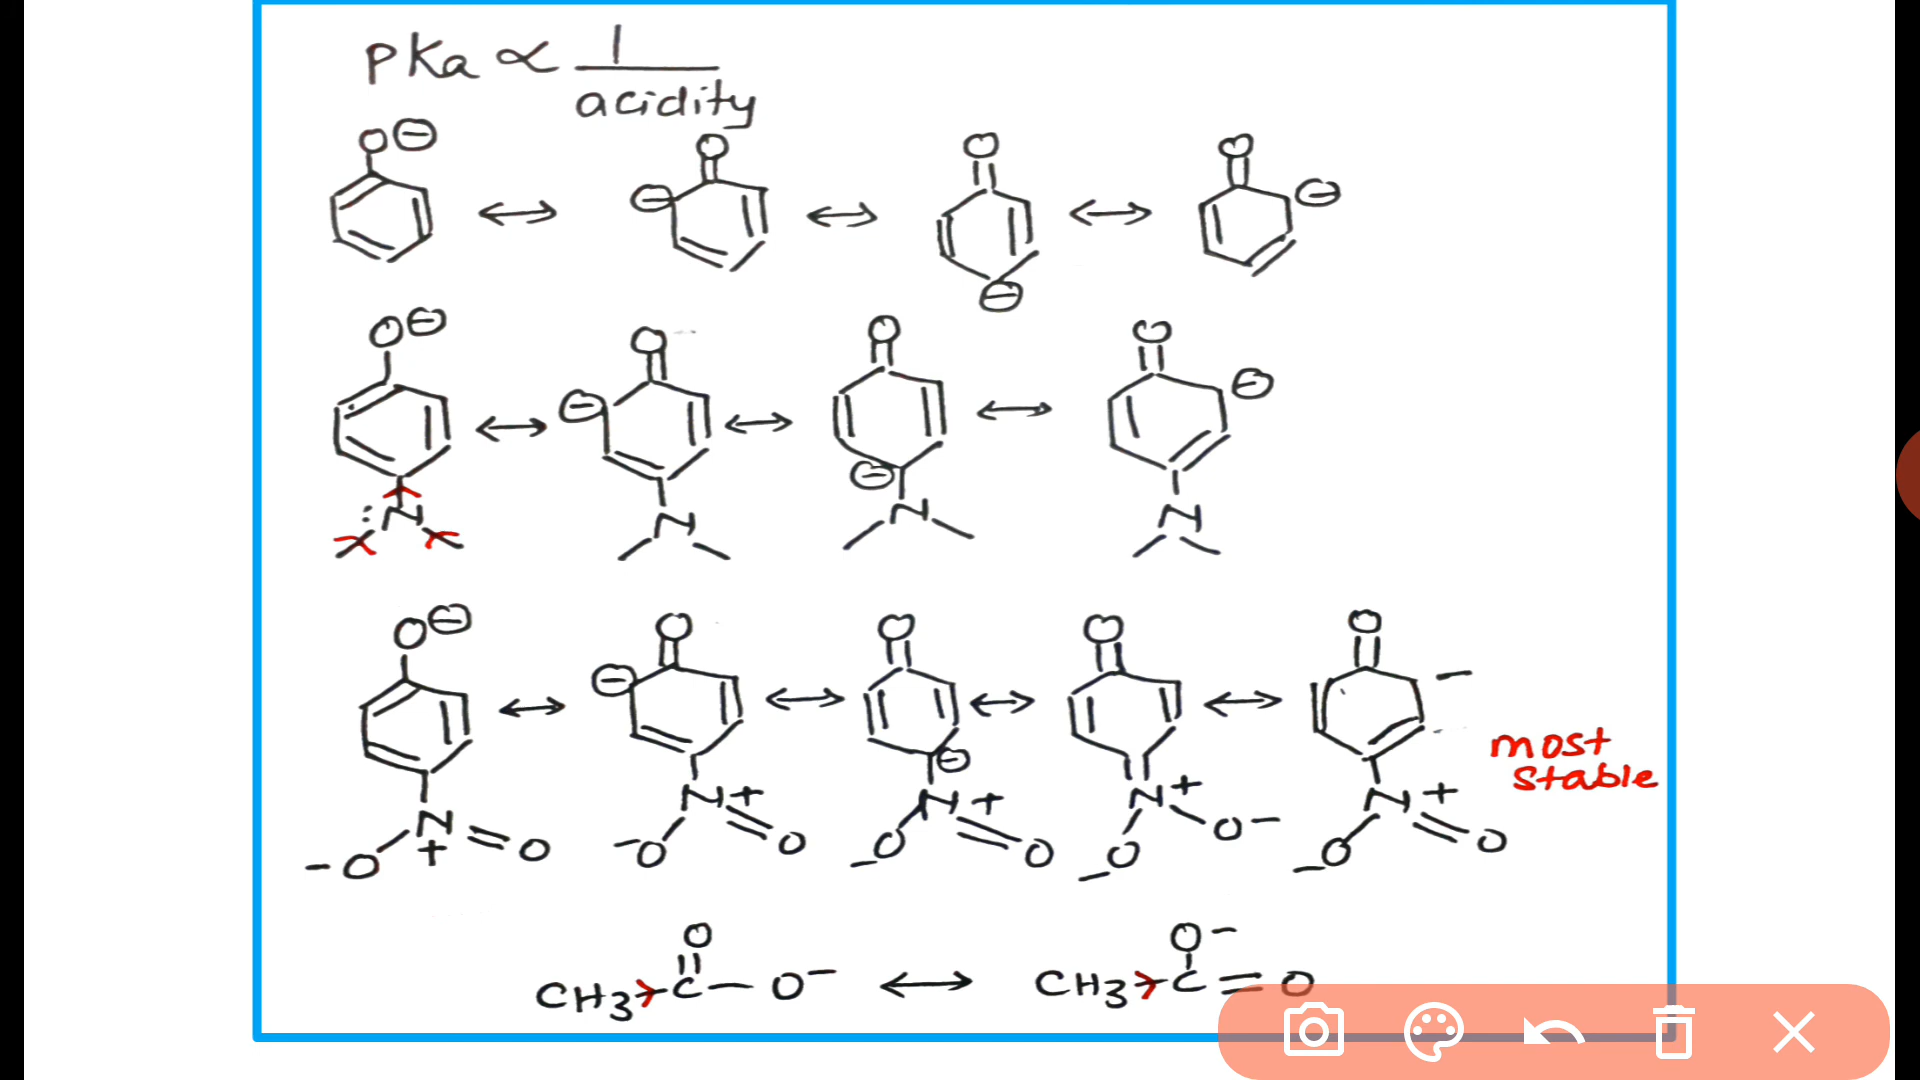 pKa ∝ 1/acidity
O⊖ O O O
⊖ ⊖ ⊖
O⊖ O O O
⊖ ⊖ ⊖
:N N N N
O⊖ O O O O
⊖ ⊖ −
most
stable
N+ N+ N+ N+ N+
−O O −O O −O O −O O− −O O
O O−
CH3 C O− CH3 C O